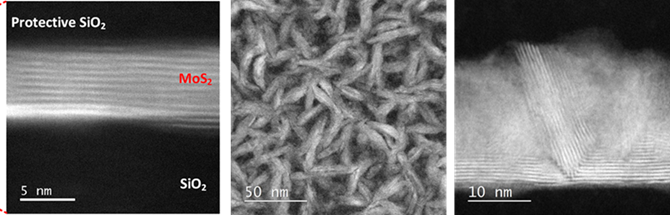 Protective SiO₂
MoS₂
SiO₂
5 nm
50 nm
10 nm